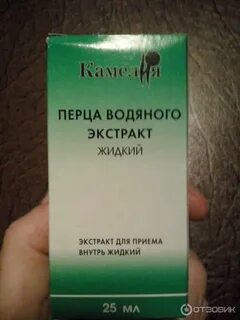 Камелия
ПЕРЦА ВОДЯНОГО
ЭКСТРАКТ
ЖИДКИЙ
ЭКСТРАКТ ДЛЯ ПРИЕМА
ВНУТРЬ ЖИДКИЙ
25 МЛ
ОТЗОВИК